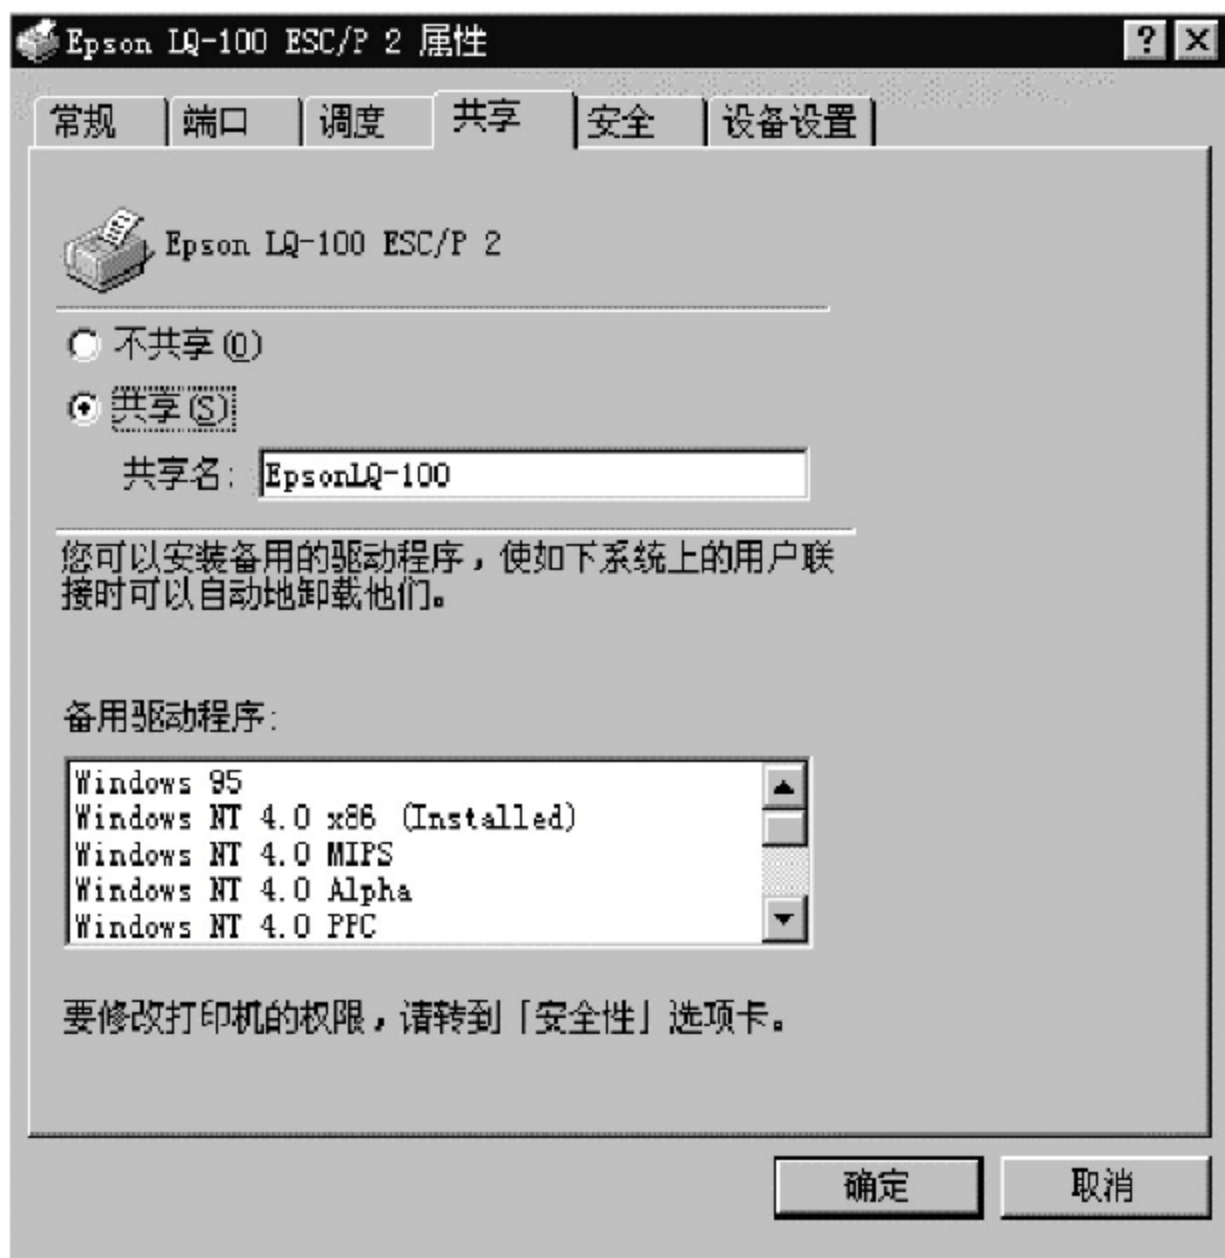 Epson LQ-100 ESC/P 2 属性
常规 端口 调度 共享 安全 设备设置
Epson LQ-100 ESC/P 2
不共享(O)
共享(S)
共享名: EpsonLQ-100
您可以安装备用的驱动程序，使如下系统上的用户联
接时可以自动地卸载他们。
备用驱动程序:
Windows 95
Windows NT 4.0 x86 (Installed)
Windows NT 4.0 MIPS
Windows NT 4.0 Alpha
Windows NT 4.0 PPC
要修改打印机的权限，请转到「安全性」选项卡。
确定 取消